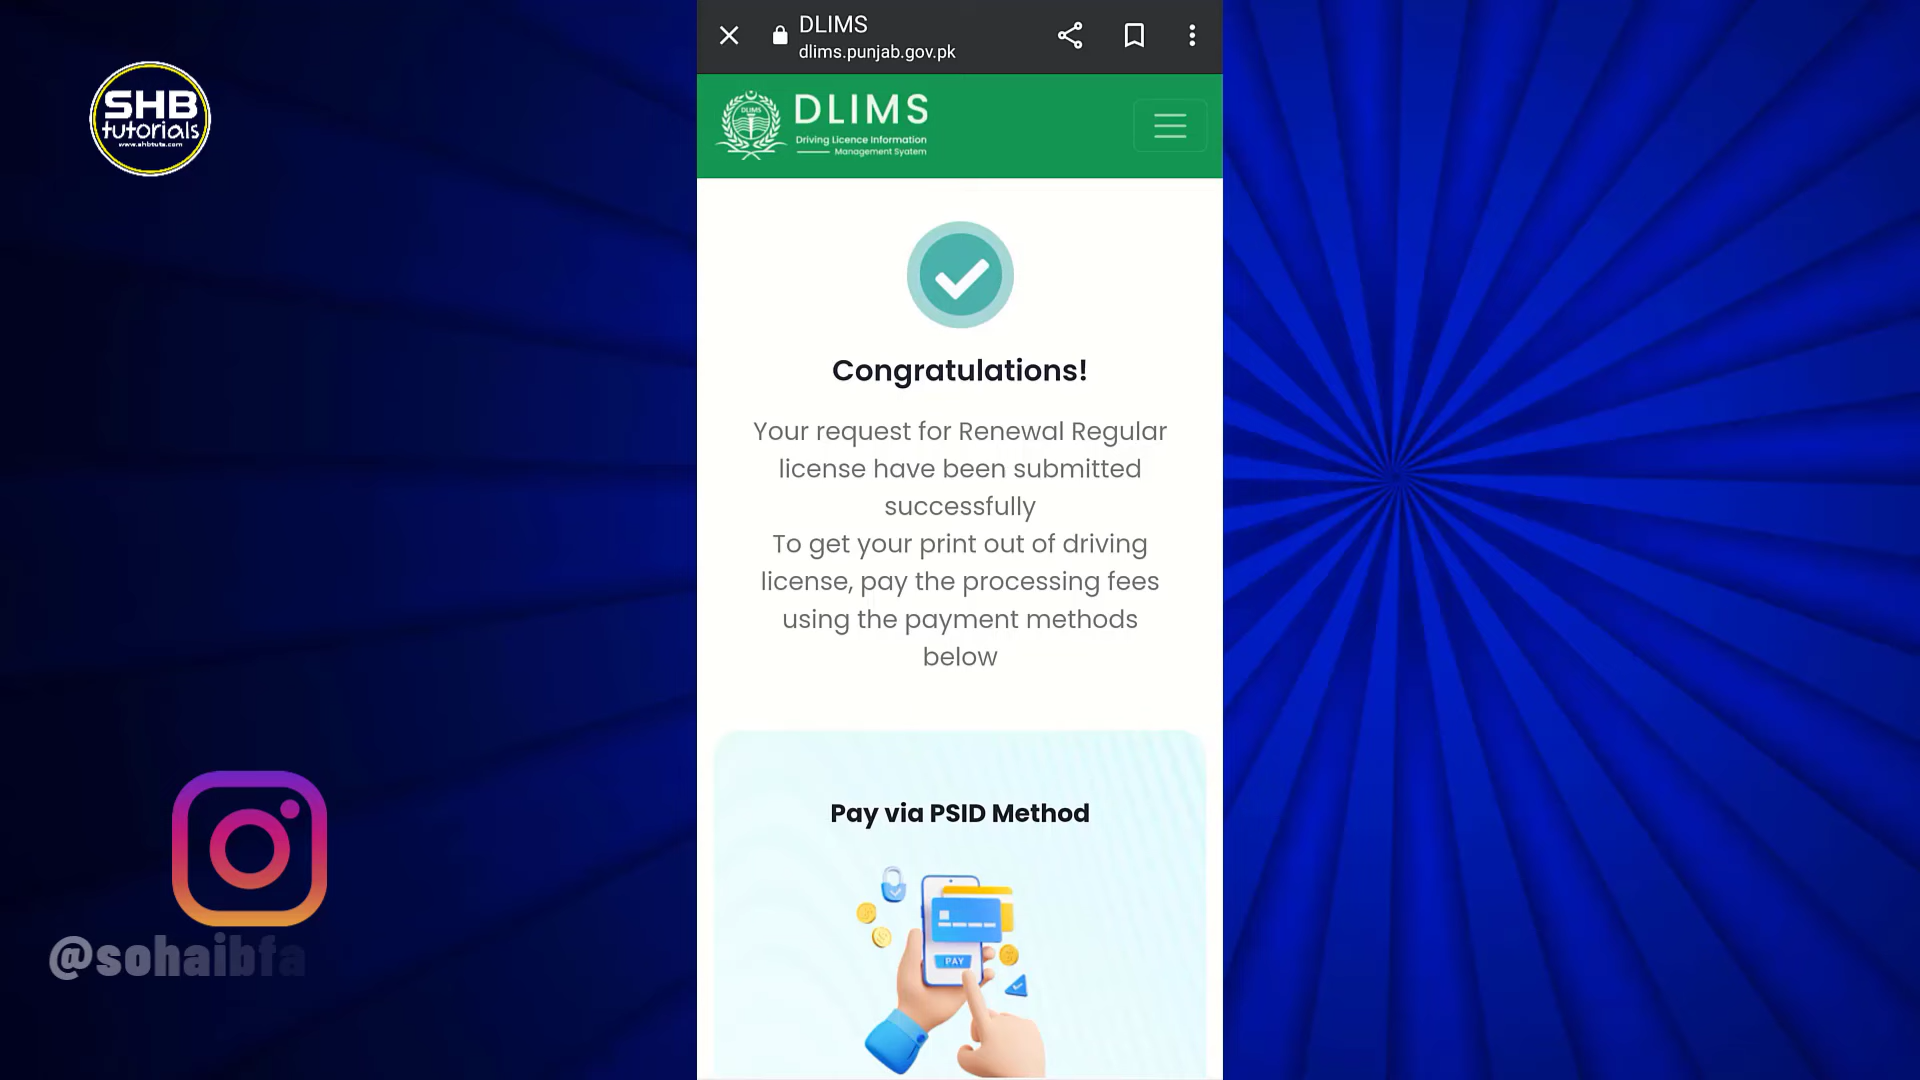 SHB
tutorials
www.shbtuts.com
DLIMS
dlims.punjab.gov.pk
DLIMS
DLIMS
Driving Licence Information
Management Syatem
Congratulations!
Your request for Renewal Regular
license have been submitted
successfully
To get your print out of driving
license, pay the processing fees
using the payment methods
below
Pay via PSID Method
PAY
@sohaibfa